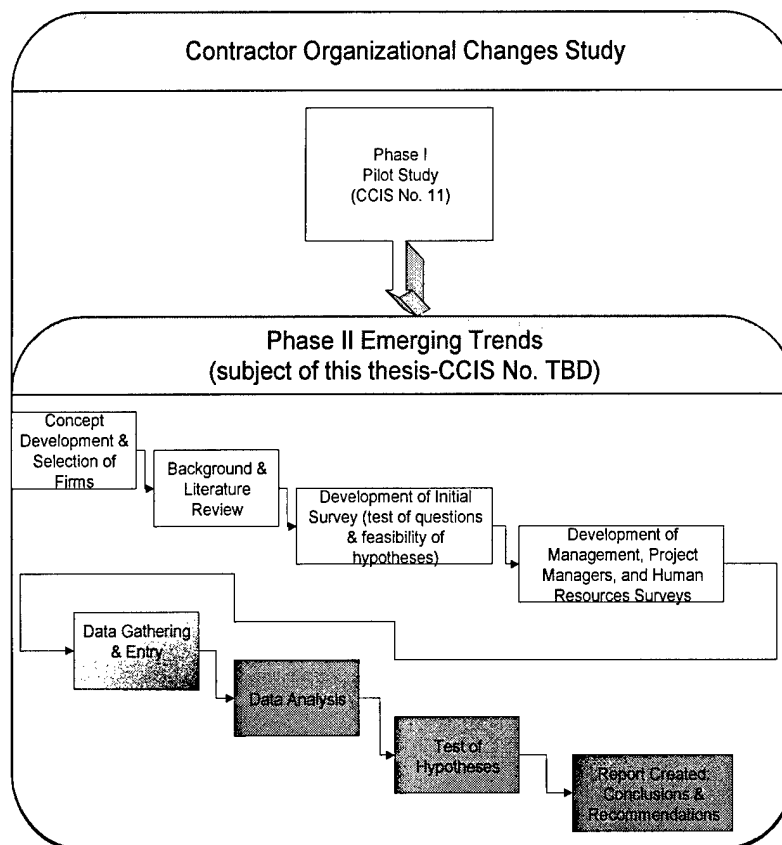 Contractor Organizational Changes Study
Phase I
Pilot Study
(CCIS No. 11)
Phase II Emerging Trends
(subject of this thesis-CCIS No. TBD)
Concept
Development &
Selection of
Firms
Background &
Literature
Review
Development of Initial
Survey (test of questions
& feasibility of
hypotheses)
Development of
Management, Project
Managers, and Human
Resources Surveys
Data Gathering
& Entry
Data Analysis
Test of
Hypotheses
Report Created:
Conclusions &
Recommendations